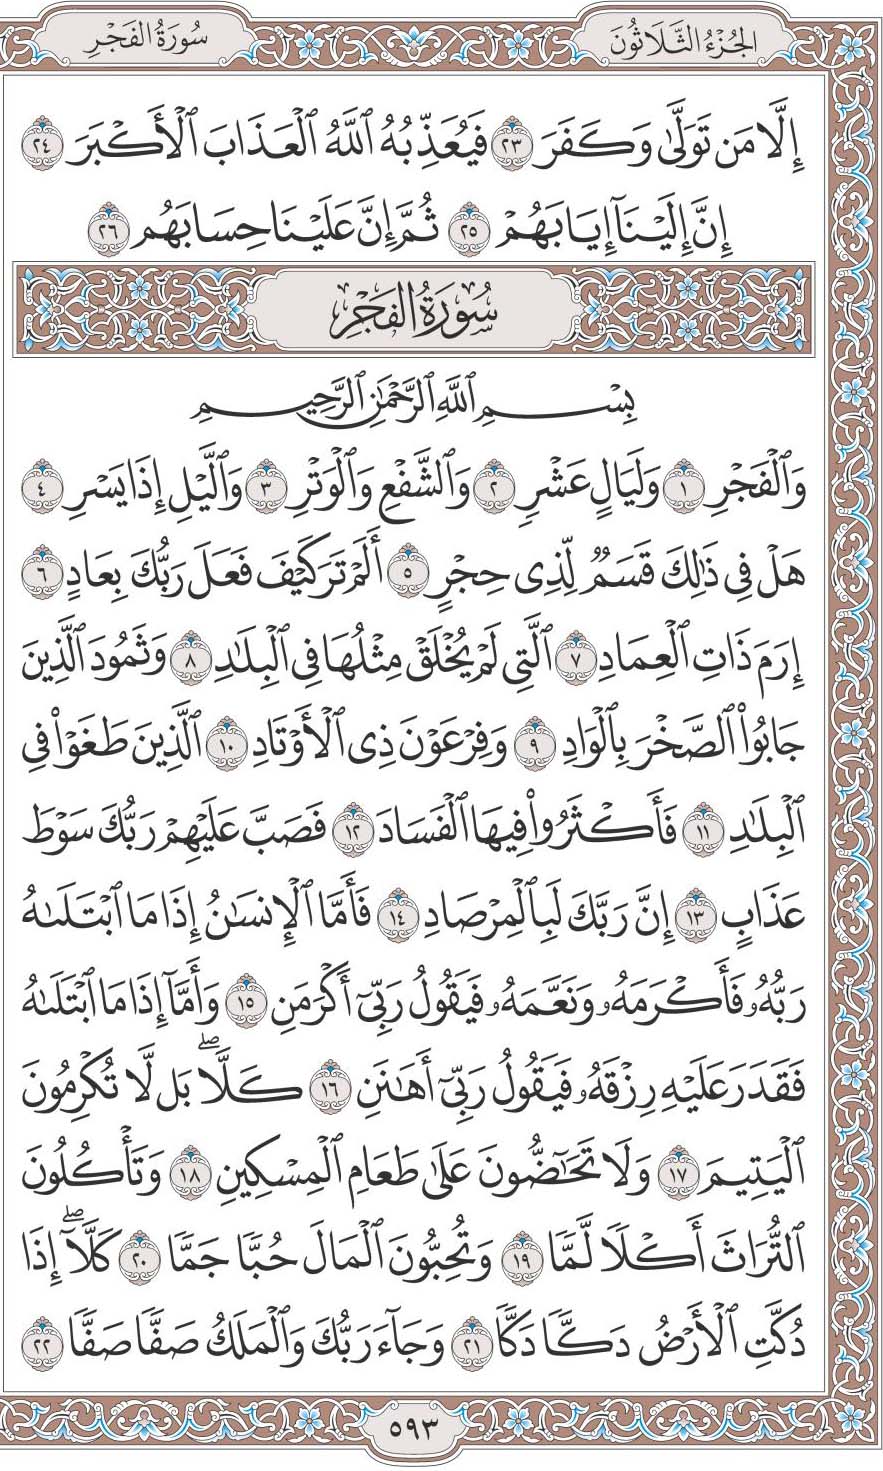 الجُزْءُ الثَّلَاثُونَ
سُورَةُ الفَجْرِ
إِلَّا مَن تَوَلَّىٰ وَكَفَرَ ٢٣ فَيُعَذِّبُهُ ٱللَّهُ ٱلْعَذَابَ ٱلْأَكْبَرَ ٢٤
إِنَّ إِلَيْنَآ إِيَابَهُمْ ٢٥ ثُمَّ إِنَّ عَلَيْنَا حِسَابَهُم ٢٦
سُورَةُ الفَجْرِ
بِسْمِ ٱللَّهِ ٱلرَّحْمَٰنِ ٱلرَّحِيمِ
وَٱلْفَجْرِ ١ وَلَيَالٍ عَشْرٖ ٢ وَٱلشَّفْعِ وَٱلْوَتْرِ ٣ وَٱلَّيْلِ إِذَا يَسْرِ ٤
هَلْ فِي ذَٰلِكَ قَسَمٞ لِّذِي حِجْرٍ ٥ أَلَمْ تَرَ كَيْفَ فَعَلَ رَبُّكَ بِعَادٍ ٦
إِرَمَ ذَاتِ ٱلْعِمَادِ ٧ ٱلَّتِي لَمْ يُخْلَقْ مِثْلُهَا فِي ٱلْبِلَٰدِ ٨ وَثَمُودَ ٱلَّذِينَ
جَابُوا۟ ٱلصَّخْرَ بِٱلْوَادِ ٩ وَفِرْعَوْنَ ذِي ٱلْأَوْتَادِ ١٠ ٱلَّذِينَ طَغَوْا۟ فِي
ٱلْبِلَٰدِ ١١ فَأَكْثَرُوا۟ فِيهَا ٱلْفَسَادَ ١٢ فَصَبَّ عَلَيْهِمْ رَبُّكَ سَوْطَ
عَذَابٍ ١٣ إِنَّ رَبَّكَ لَبِٱلْمِرْصَادِ ١٤ فَأَمَّا ٱلْإِنسَٰنُ إِذَا مَا ٱبْتَلَىٰهُ
رَبُّهُۥ فَأَكْرَمَهُۥ وَنَعَّمَهُۥ فَيَقُولُ رَبِّيٓ أَكْرَمَنِ ١٥ وَأَمَّآ إِذَا مَا ٱبْتَلَىٰهُ
فَقَدَرَ عَلَيْهِ رِزْقَهُۥ فَيَقُولُ رَبِّيٓ أَهَٰنَنِ ١٦ كَلَّاۖ بَل لَّا تُكْرِمُونَ
ٱلْيَتِيمَ ١٧ وَلَا تَحَٰٓضُّونَ عَلَىٰ طَعَامِ ٱلْمِسْكِينِ ١٨ وَتَأْكُلُونَ
ٱلتُّرَاثَ أَكْلٗا لَّمّٗا ١٩ وَتُحِبُّونَ ٱلْمَالَ حُبّٗا جَمّٗا ٢٠ كَلَّآۖ إِذَا
دُكَّتِ ٱلْأَرْضُ دَكّٗا دَكّٗا ٢١ وَجَآءَ رَبُّكَ وَٱلْمَلَكُ صَفّٗا صَفّٗا ٢٢
٥٩٣